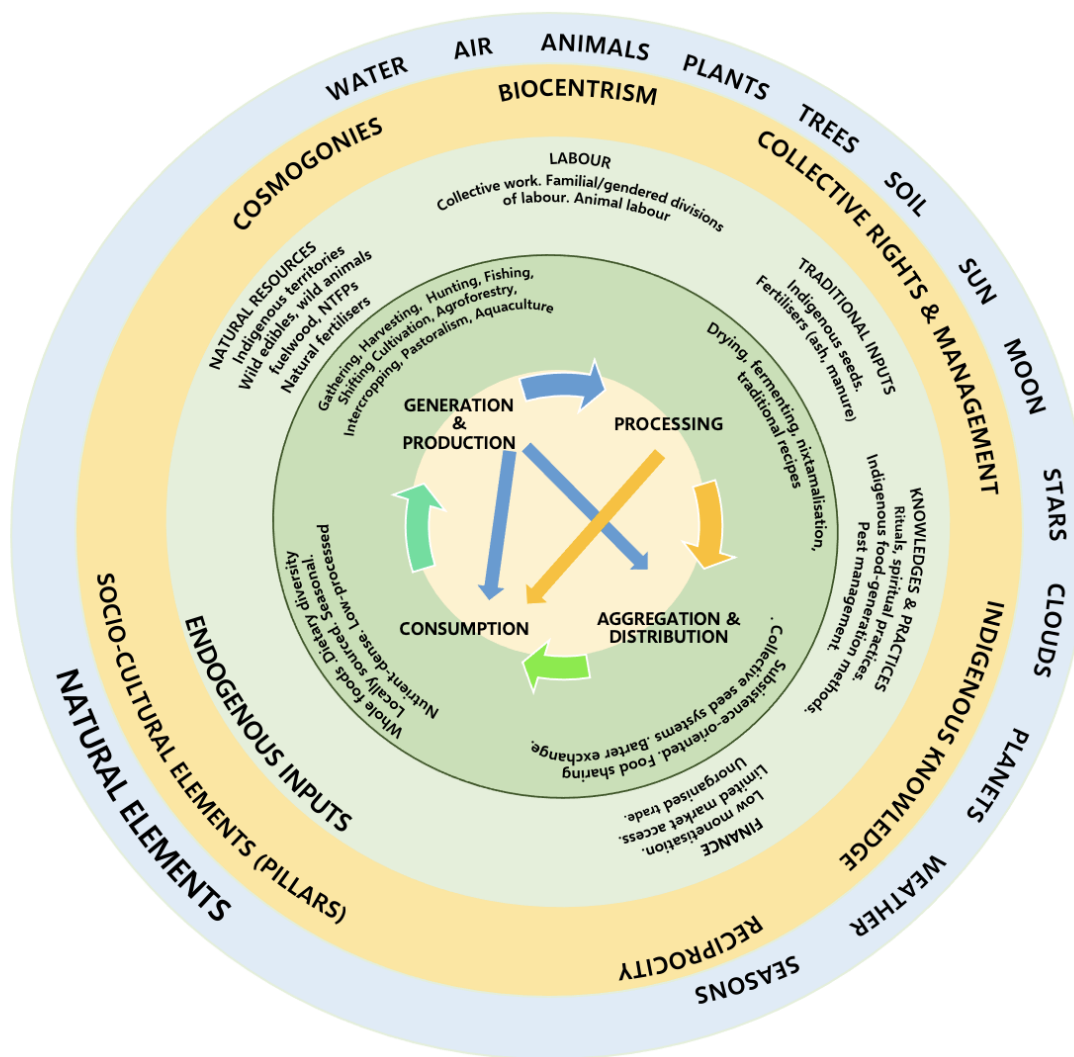 NATURAL ELEMENTS
WATER
AIR
ANIMALS
PLANTS
TREES
SOIL
SUN
MOON
STARS
CLOUDS
PLANETS
WEATHER
SEASONS
SOCIO-CULTURAL ELEMENTS (PILLARS)
COSMOGONIES
BIOCENTRISM
COLLECTIVE RIGHTS & MANAGEMENT
INDIGENOUS KNOWLEDGE
RECIPROCITY
ENDOGENOUS INPUTS
NATURAL RESOURCES
Indigenous territories
Wild edibles, wild animals
fuelwood, NTFPs
Natural fertilisers
LABOUR
Collective work. Familial/gendered divisions
of labour. Animal labour
TRADITIONAL INPUTS
Indigenous seeds.
Fertilisers (ash, manure)
KNOWLEDGES & PRACTICES
Rituals, spiritual practices.
Indigenous food-generation methods.
Pest management
FINANCE
Low monetisation.
Limited market access.
Unorganised trade.
Gathering, Harvesting, Hunting, Fishing,
Shifting Cultivation, Agroforestry,
Intercropping, Pastoralism, Aquaculture
GENERATION
&
PRODUCTION
Drying, fermenting, nixtamalisation,
traditional recipes
PROCESSING
AGGREGATION &
DISTRIBUTION
Subsistence-oriented. Food sharing
. Collective seed systems. Barter exchange.
CONSUMPTION
Whole foods .Dietary diversity
Locally sourced. Seasonal.
Nutrient-dense. Low-processed